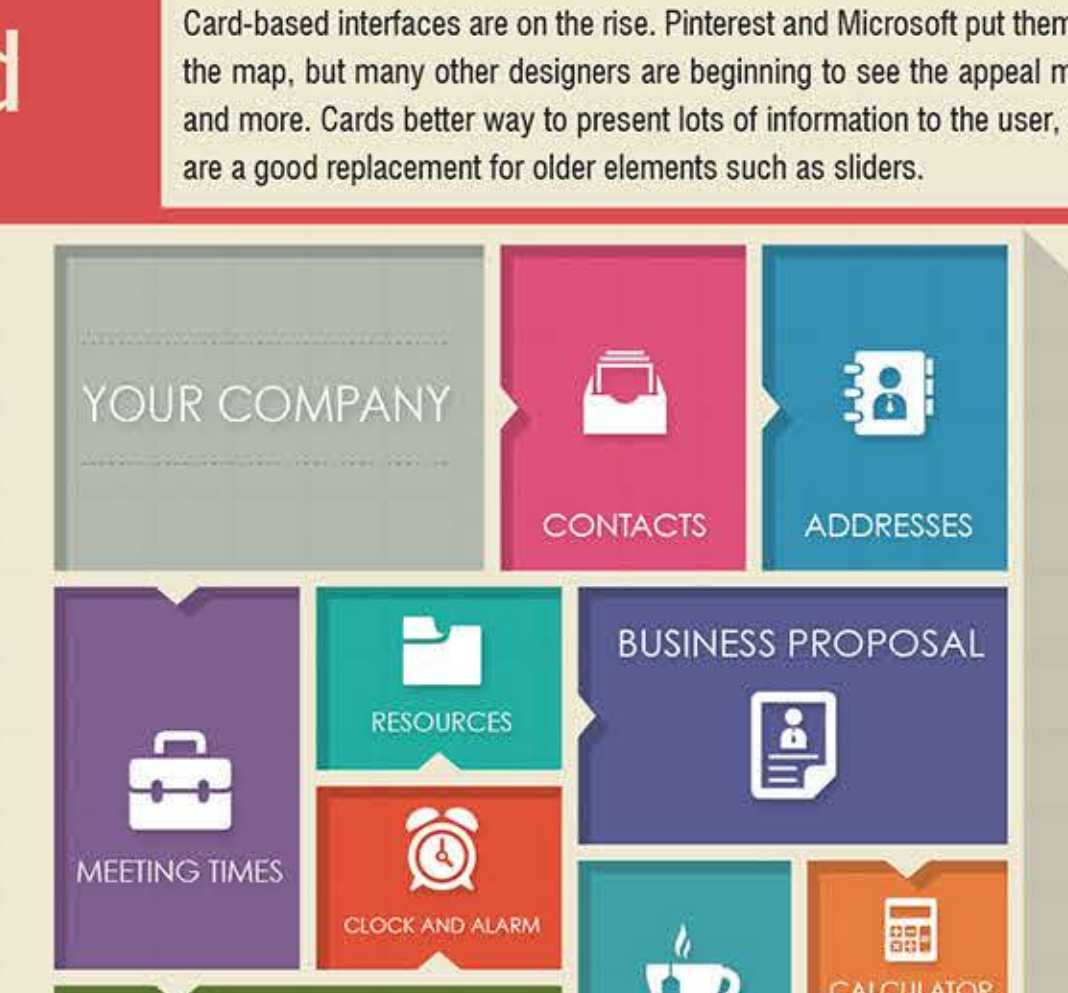 d
Card-based interfaces are on the rise. Pinterest and Microsoft put them
the map, but many other designers are beginning to see the appeal m
and more. Cards better way to present lots of information to the user,
are a good replacement for older elements such as sliders.
YOUR COMPANY
CONTACTS
ADDRESSES
BUSINESS PROPOSAL
RESOURCES
MEETING TIMES
CLOCK AND ALARM
CALCULATOR